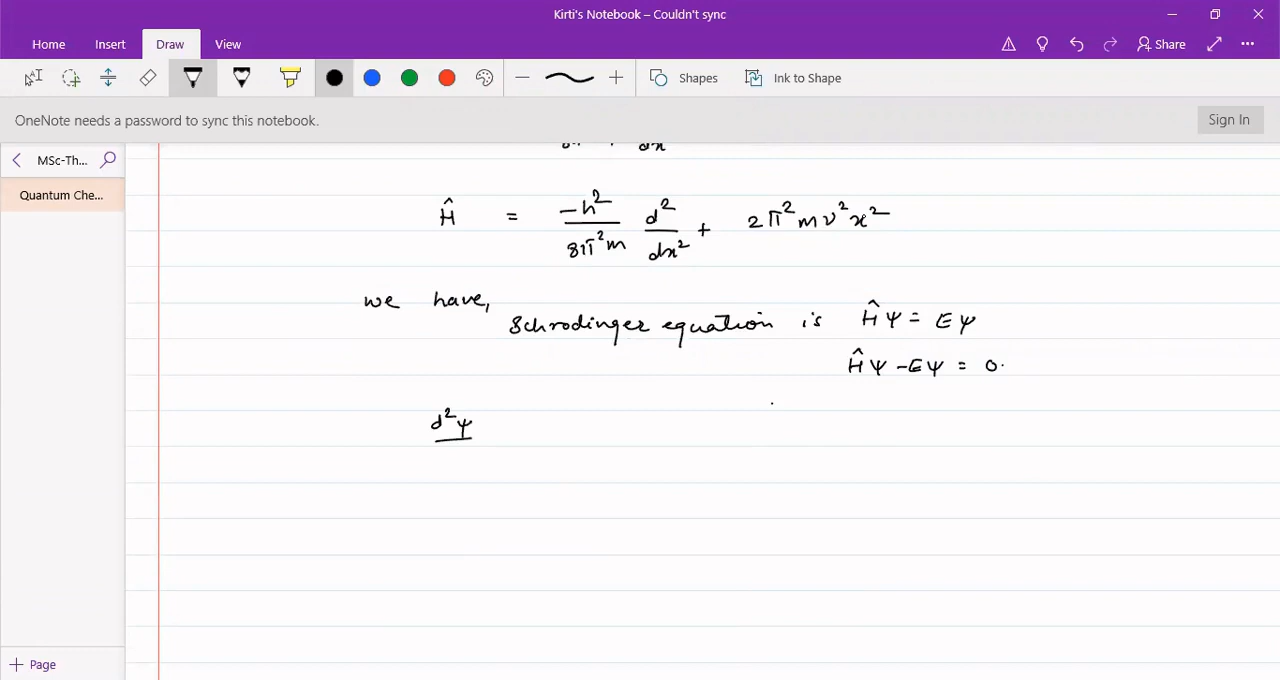 Kirti's Notebook – Couldn't sync
Home Insert Draw View Share
Shapes Ink to Shape
OneNote needs a password to sync this notebook. Sign In
MSc-Th...
Quantum Che...
dx
Ĥ = -h²/8π²m d²/dx² + 2π²mν²x²
we have,
Schrodinger equation is Ĥψ = Eψ
Ĥψ - Eψ = 0.
d²ψ
+ Page